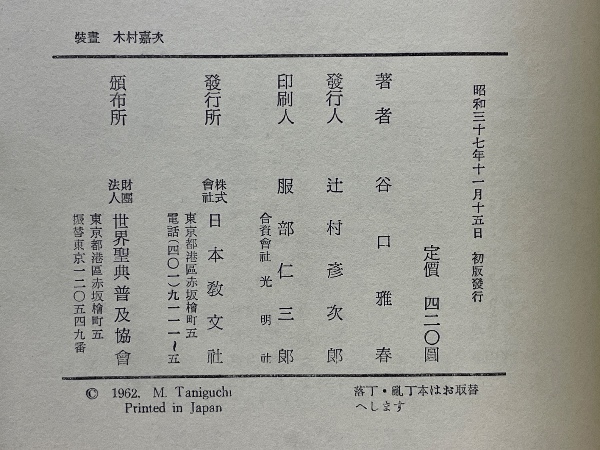 裝畫 木村嘉次
昭和三十七年十一月十五日 初版發行
定價 四二〇圓
著者 谷口雅春
發行人 辻村彥次郎
印刷人 服部仁三郎
合資會社 光明社
發行所 株式會社 日本敎文社
東京都港區赤坂檜町五
電話(四〇一)九一一一~五
頒布所 財團法人 世界聖典普及協會
東京都港區赤坂檜町五
振替東京一二〇五四九番
© 1962. M. Taniguchi
Printed in Japan
落丁・亂丁本はお取替
へします